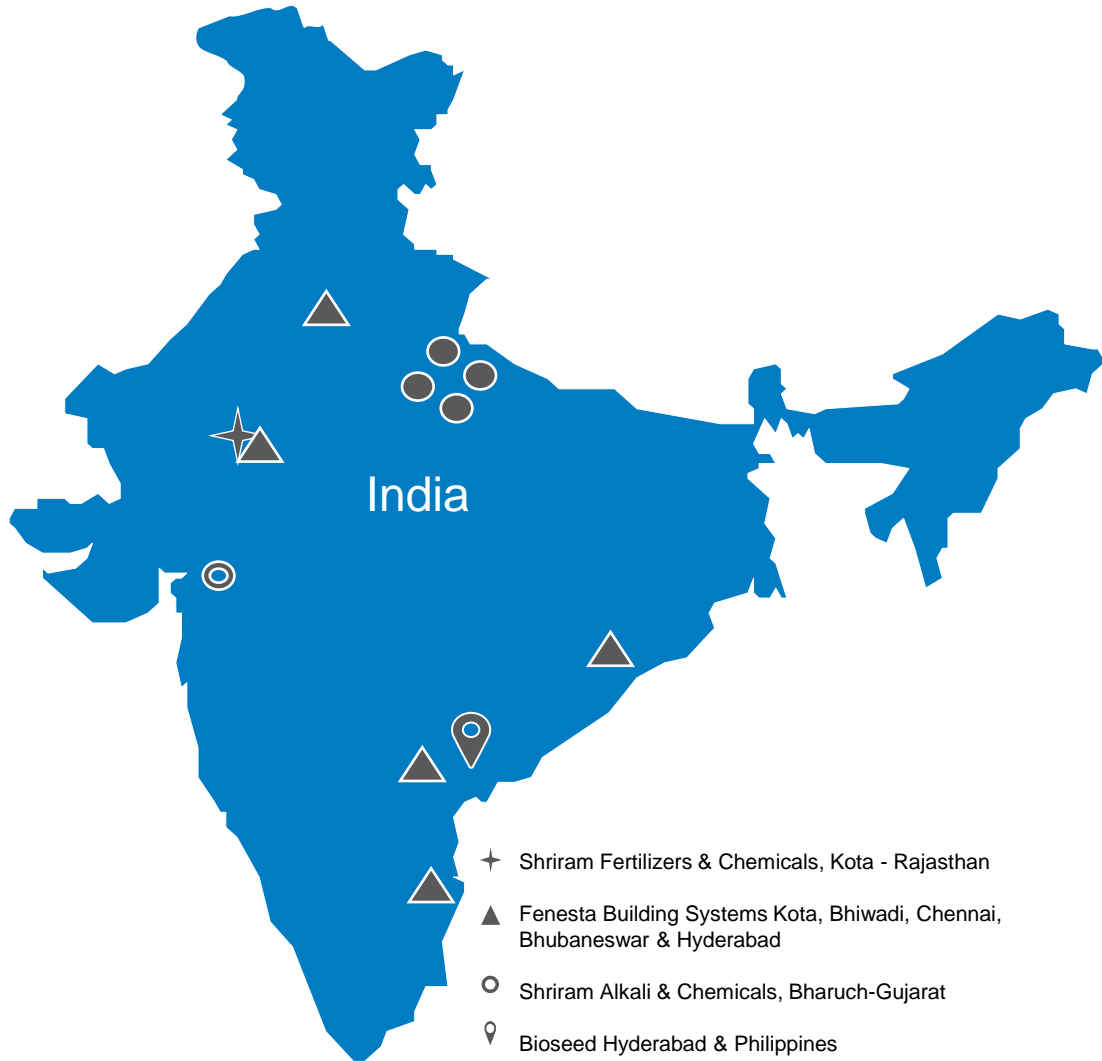 India
Shriram Fertilizers & Chemicals, Kota - Rajasthan
Fenesta Building Systems Kota, Bhiwadi, Chennai,
Bhubaneswar & Hyderabad
Shriram Alkali & Chemicals, Bharuch-Gujarat
Bioseed Hyderabad & Philippines